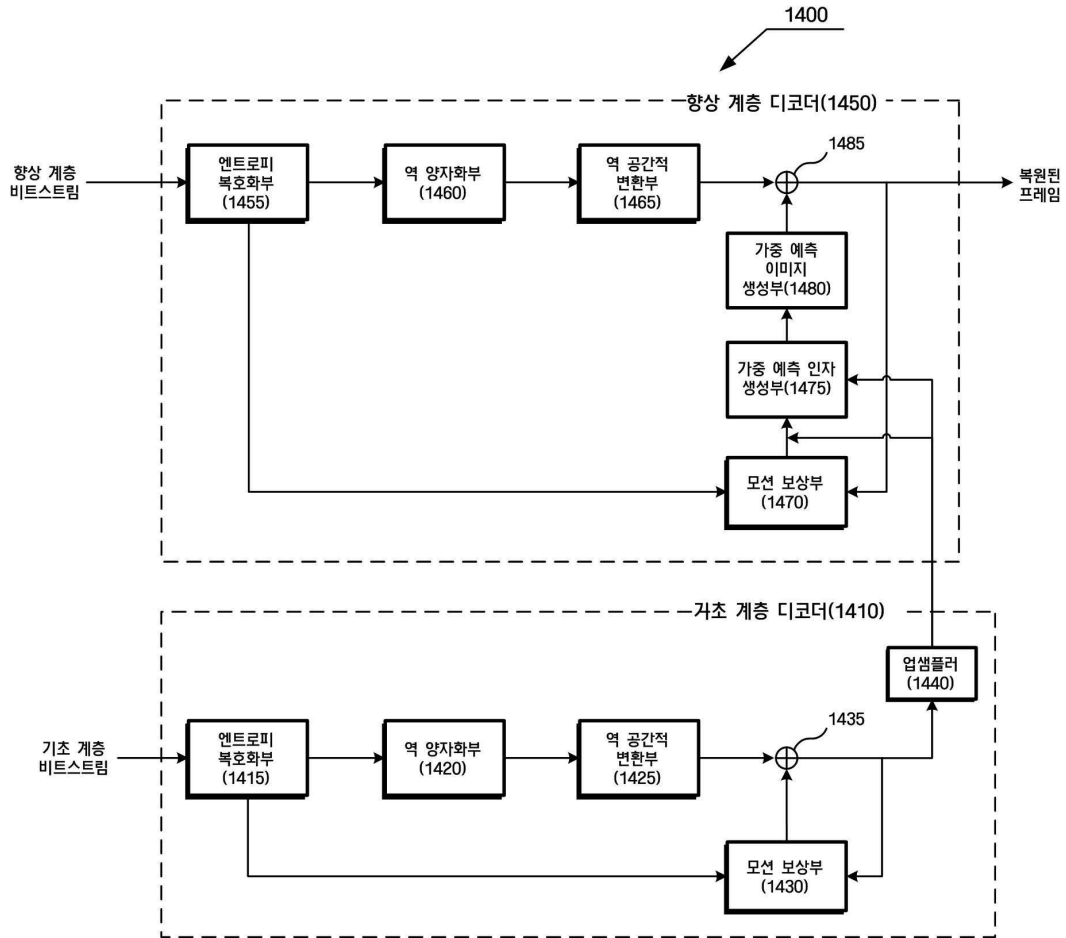 1400
향상 계층 디코더(1450)
향상 계층
비트스트림
엔트로피
복호화부
(1455)
역 양자화부
(1460)
역 공간적
변환부
(1465)
1485
복원된
프레임
가중 예측
이미지
생성부(1480)
가중 예측 인자
생성부(1475)
모션 보상부
(1470)
기초 계층 디코더(1410)
업샘플러
(1440)
기초 계층
비트스트림
엔트로피
복호화부
(1415)
역 양자화부
(1420)
역 공간적
변환부
(1425)
1435
모션 보상부
(1430)